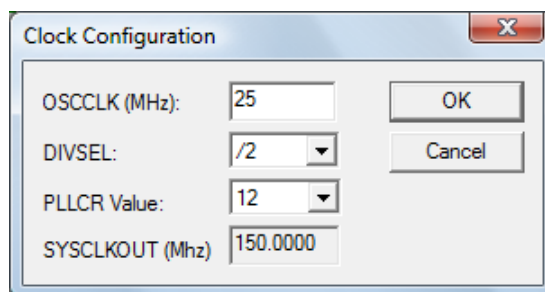 Clock Configuration
OSCCLK (MHz): 25 OK
DIVSEL: /2 Cancel
PLLCR Value: 12
SYSCLKOUT (Mhz) 150.0000